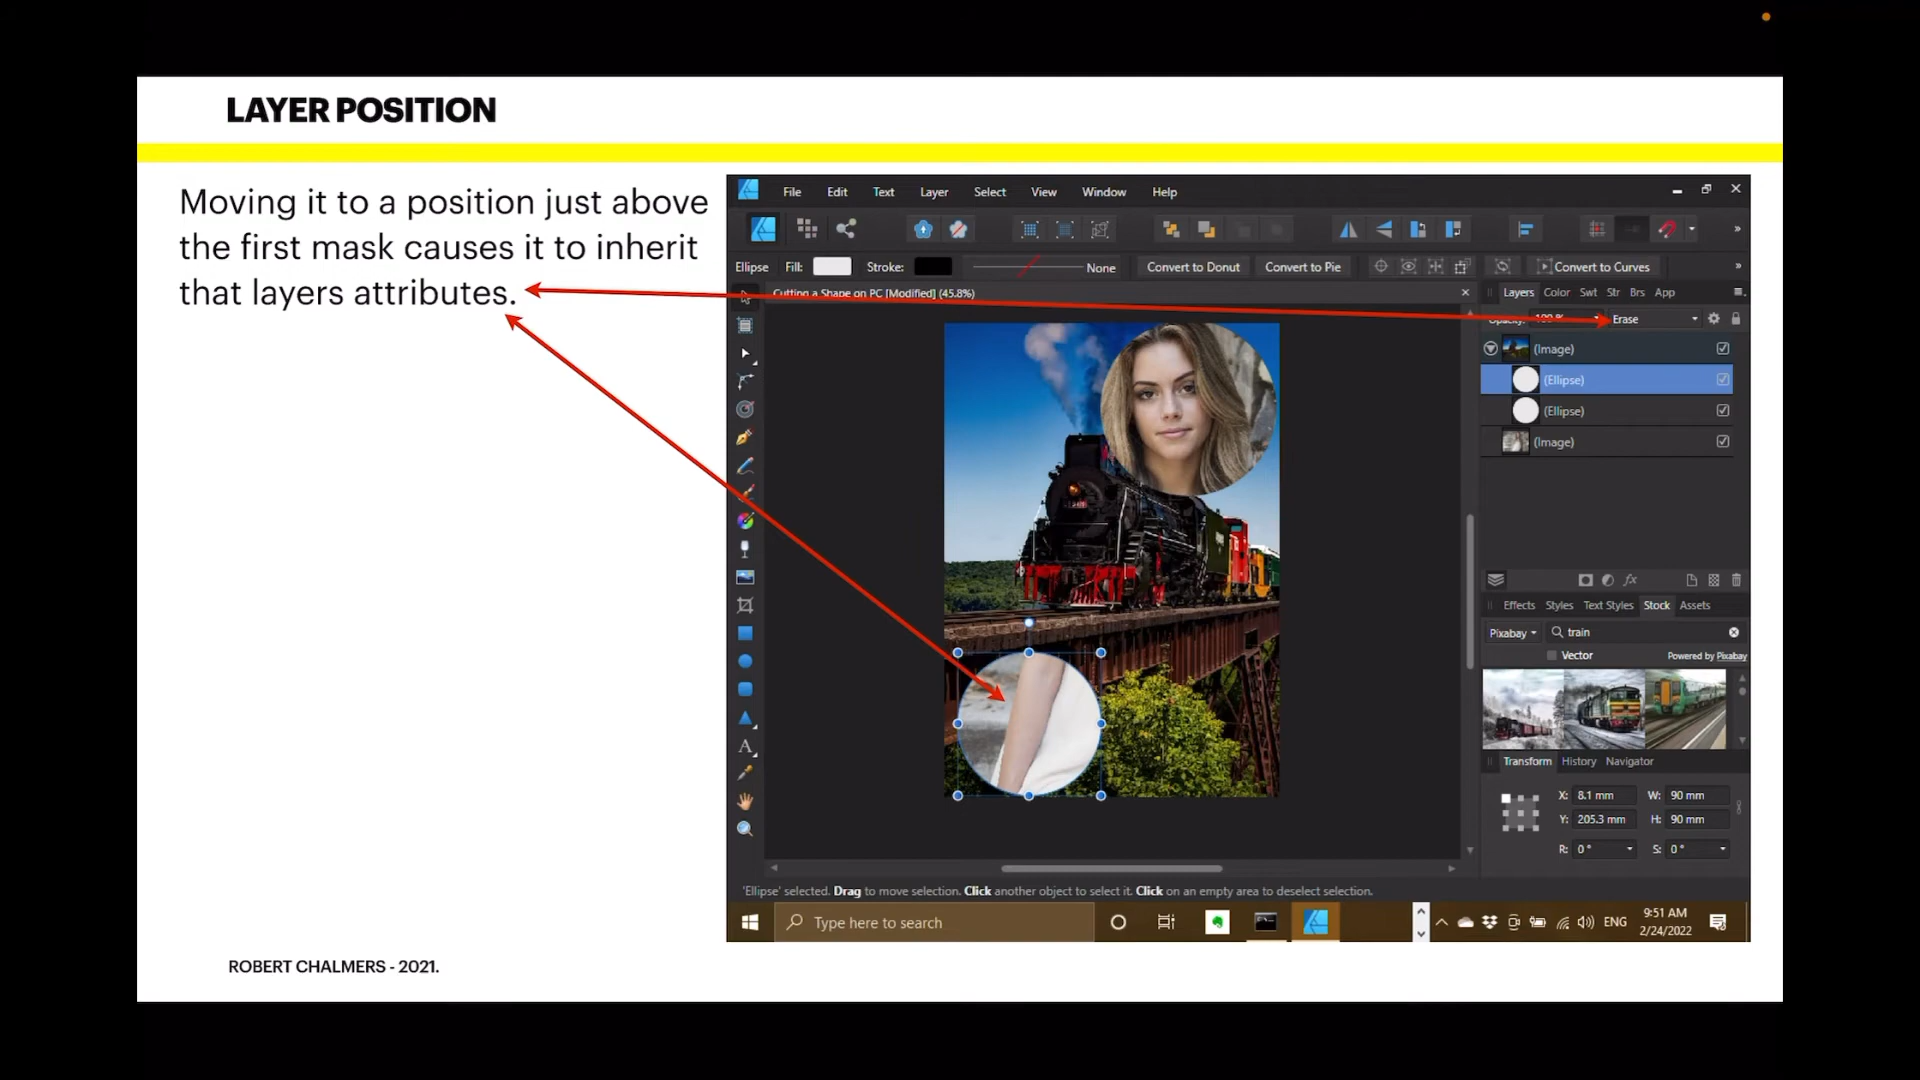 LAYER POSITION
Moving it to a position just above
the first mask causes it to inherit
that layers attributes.
File Edit Text Layer Select View Window Help
Ellipse Fill: Stroke: None Convert to Donut Convert to Pie Convert to Curves
Cutting a Shape on PC [Modified] (45.8%)
Layers Color Swt Str Brs App
Opacity: 100 % Erase
(Image)
(Ellipse)
(Ellipse)
(Image)
Effects Styles Text Styles Stock Assets
Pixabay train
Vector Powered by Pixabay
Transform History Navigator
X: 8.1 mm W: 90 mm
Y: 205.3 mm H: 90 mm
R: 0 ° S: 0 °
'Ellipse' selected. Drag to move selection. Click another object to select it. Click on an empty area to deselect selection.
Type here to search
ENG
9:51 AM
2/24/2022
ROBERT CHALMERS - 2021.